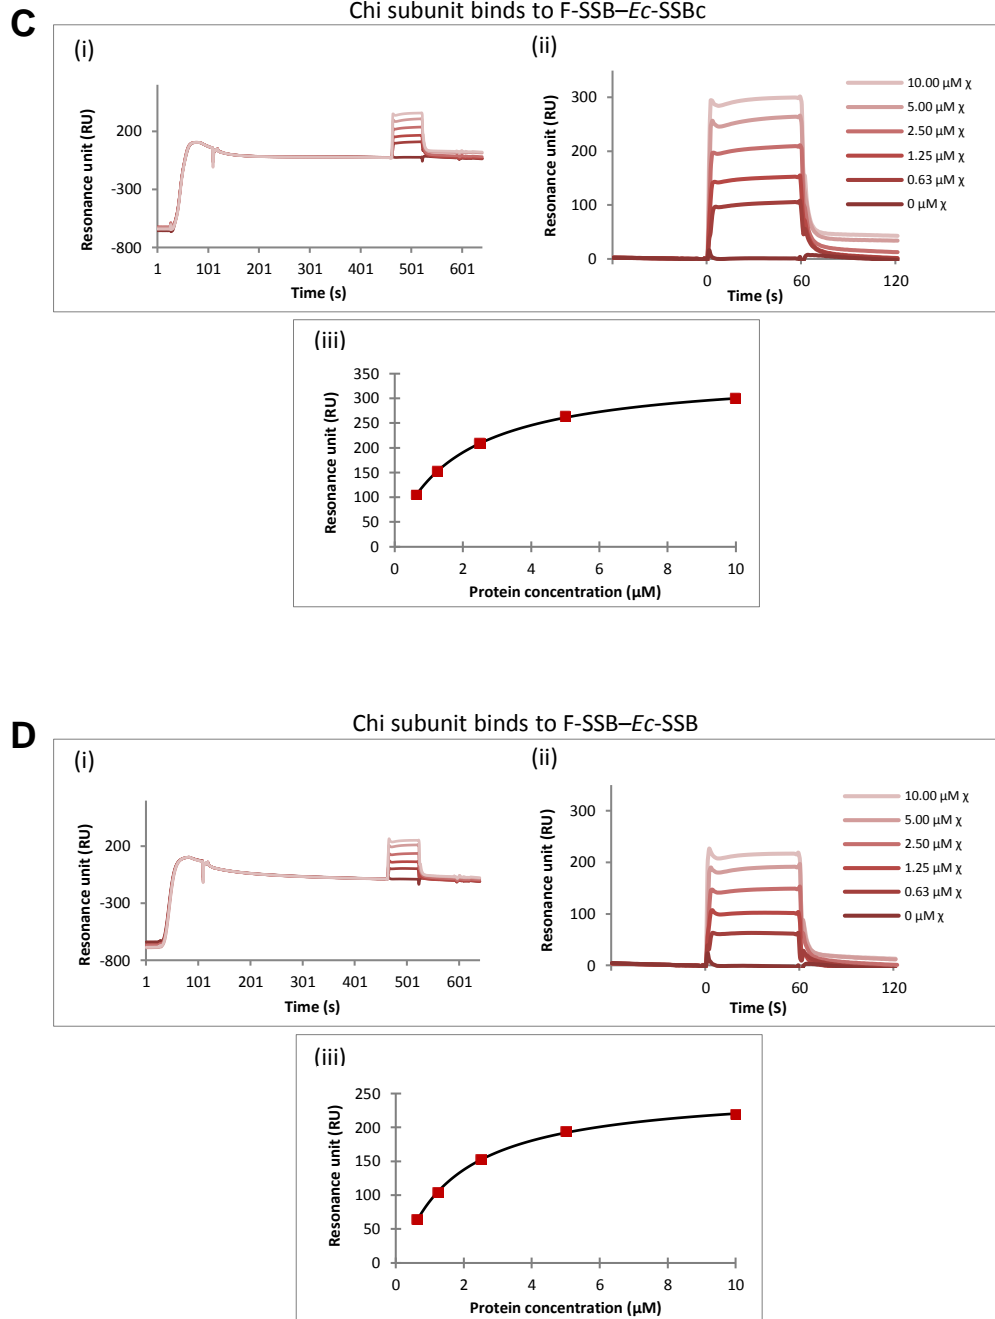 C
Chi subunit binds to F-SSB–Ec-SSBc
(i)
Resonance unit (RU)
200
-300
-800
1 101 201 301 401 501 601
Time (s)
(ii)
Resonance unit (RU)
300
200
100
0
0 60 120
Time (s)
10.00 µM χ
5.00 µM χ
2.50 µM χ
1.25 µM χ
0.63 µM χ
0 µM χ
(iii)
Resonance unit (RU)
350
300
250
200
150
100
50
0
0 2 4 6 8 10
Protein concentration (µM)
D
Chi subunit binds to F-SSB–Ec-SSB
(i)
Resonance unit (RU)
200
-300
-800
1 101 201 301 401 501 601
Time (s)
(ii)
Resonance unit (RU)
300
200
100
0
0 60 120
Time (S)
10.00 µM χ
5.00 µM χ
2.50 µM χ
1.25 µM χ
0.63 µM χ
0 µM χ
(iii)
Resonance unit (RU)
250
200
150
100
50
0
0 2 4 6 8 10
Protein concentration (µM)